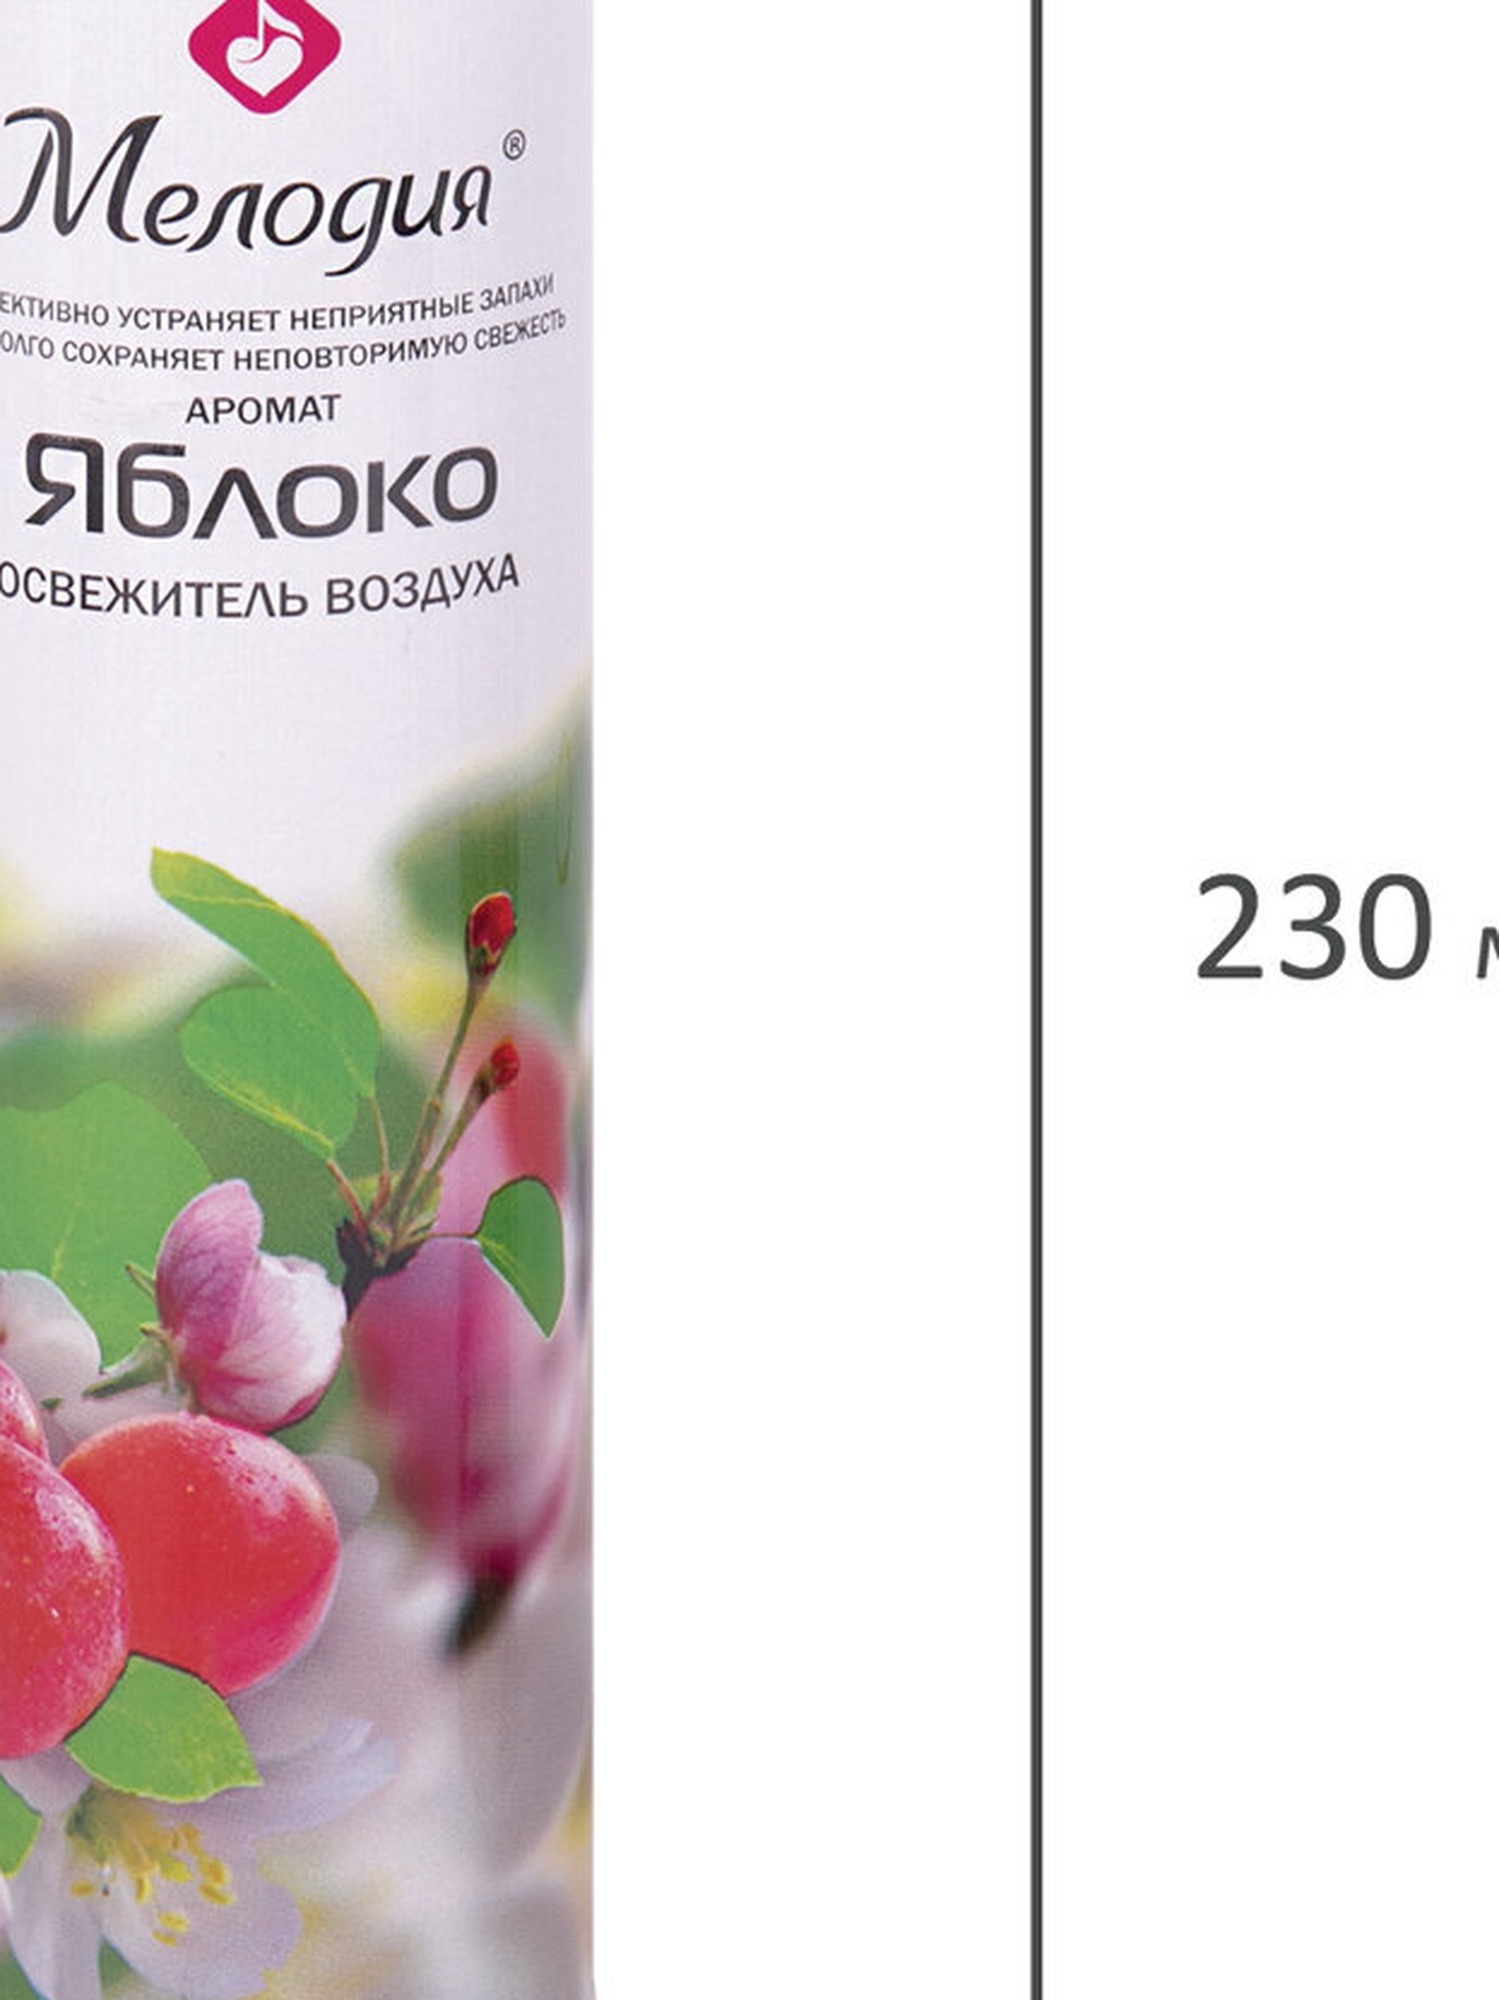 Мелодия®
ЕКТИВНО УСТРАНЯЕТ НЕПРИЯТНЫЕ ЗАПАХИ
ОЛГО СОХРАНЯЕТ НЕПОВТОРИМУЮ СВЕЖЕСТЬ
АРОМАТ
Яблоко
ОСВЕЖИТЕЛЬ ВОЗДУХА
230